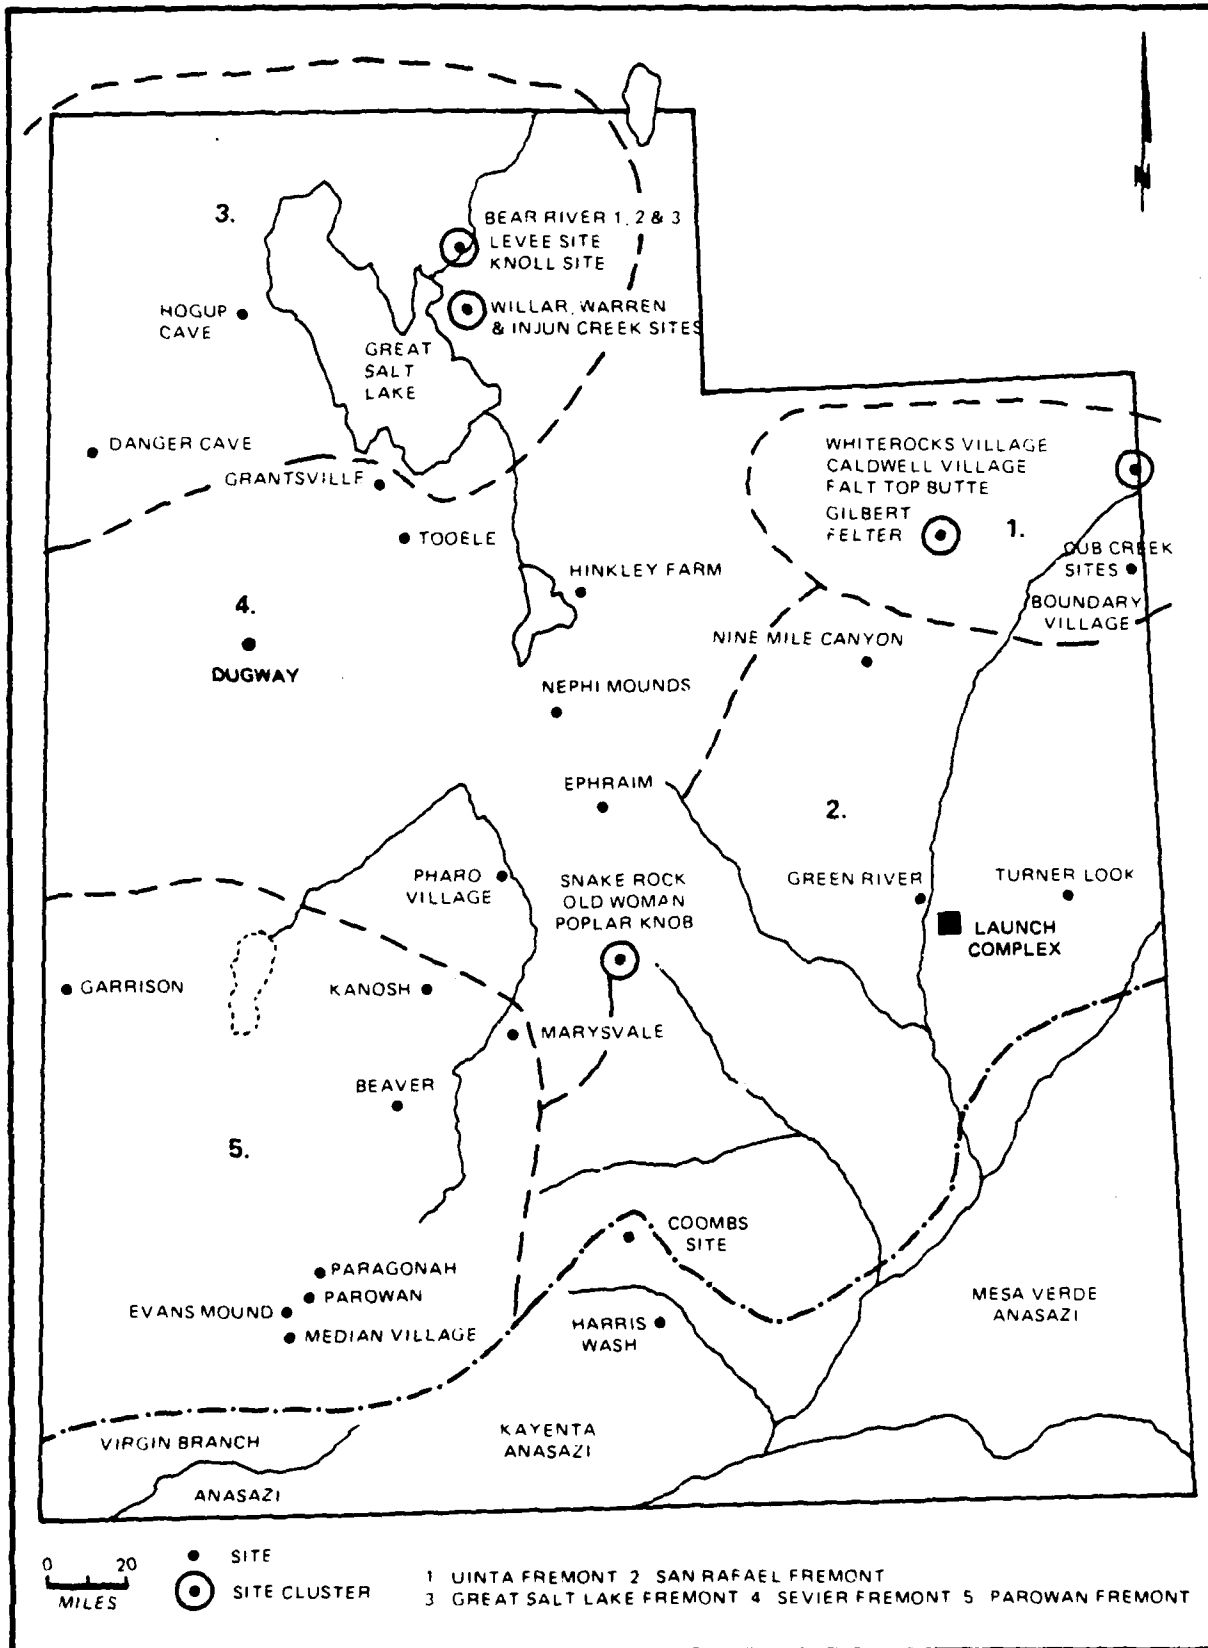 N
3.
BEAR RIVER 1, 2 & 3
LEVEE SITE
KNOLL SITE
HOGUP
CAVE
WILLAR, WARREN
& INJUN CREEK SITES
GREAT
SALT
LAKE
DANGER CAVE
GRANTSVILLE
WHITEROCKS VILLAGE
CALDWELL VILLAGE
FALT TOP BUTTE
GILBERT
FELTER
1.
TOOELE
CUB CREEK
SITES
HINKLEY FARM
BOUNDARY
VILLAGE
4.
DUGWAY
NINE MILE CANYON
NEPHI MOUNDS
EPHRAIM
2.
PHARO
VILLAGE
SNAKE ROCK
OLD WOMAN
POPLAR KNOB
GREEN RIVER
TURNER LOOK
LAUNCH
COMPLEX
GARRISON
KANOSH
MARYSVALE
BEAVER
5.
COOMBS
SITE
PARAGONAH
PAROWAN
EVANS MOUND
MEDIAN VILLAGE
HARRIS
WASH
MESA VERDE
ANASAZI
VIRGIN BRANCH
ANASAZI
KAYENTA
ANASAZI
0 20
MILES
SITE
SITE CLUSTER
1 UINTA FREMONT 2 SAN RAFAEL FREMONT
3 GREAT SALT LAKE FREMONT 4 SEVIER FREMONT 5 PAROWAN FREMONT